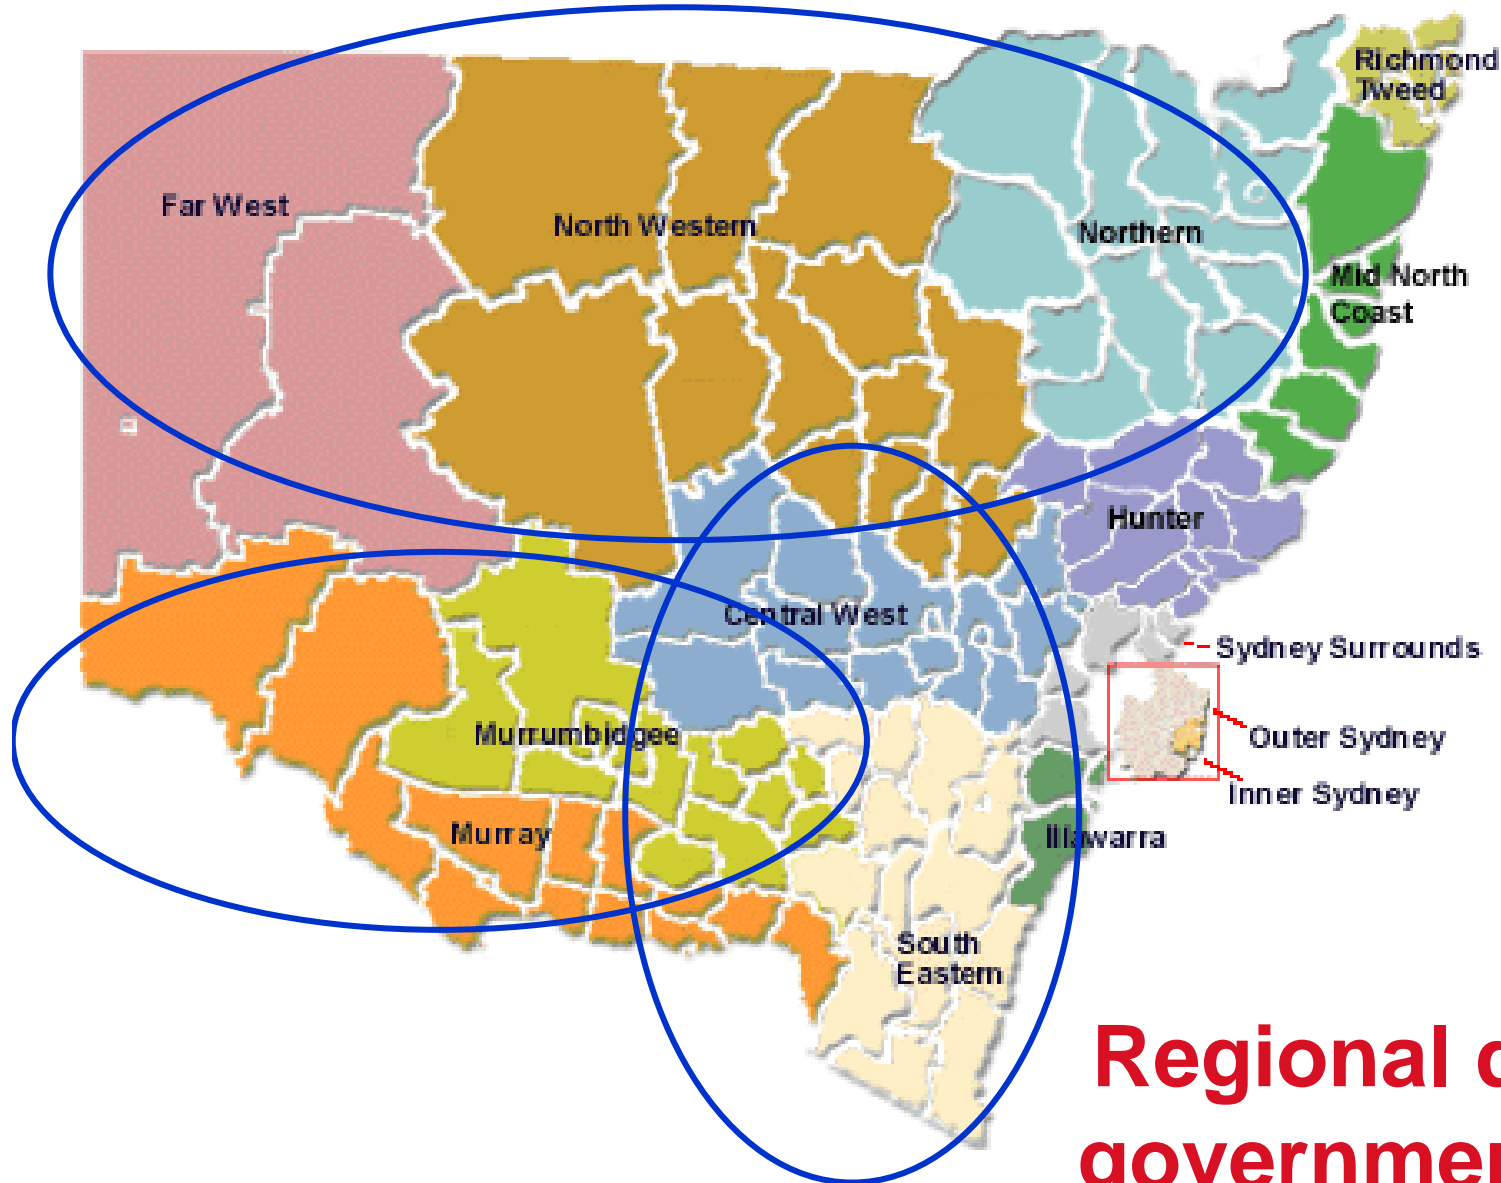 Richmond
Tweed
Far West
North Western
Northern
Mid North
Coast
Hunter
Central West
Sydney Surrounds
Murrumbidgee
Outer Sydney
Inner Sydney
Murray
Illawarra
South
Eastern
Regional